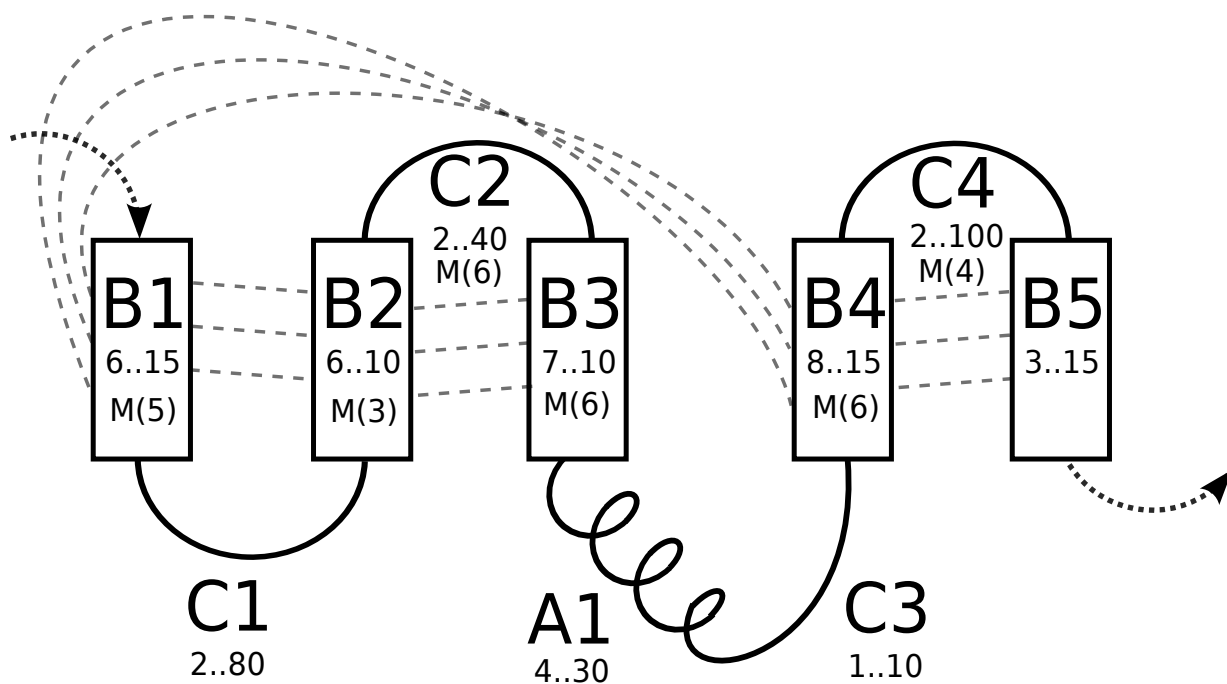 C2
2..40
M(6)
C4
2..100
M(4)
B1
6..15
M(5)
B2
6..10
M(3)
B3
7..10
M(6)
B4
8..15
M(6)
B5
3..15
C1
2..80
A1
4..30
C3
1..10